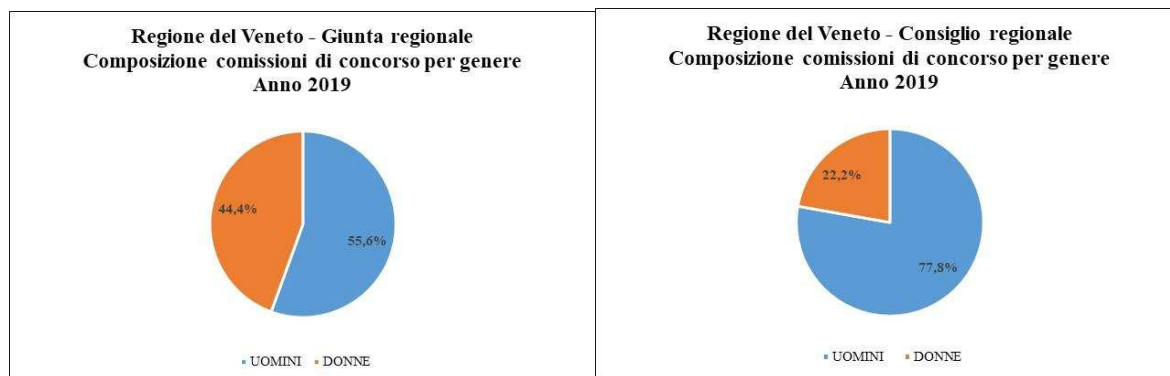 Regione del Veneto - Giunta regionale
Composizione comissioni di concorso per genere
Anno 2019
44,4%
55,6%
UOMINI DONNE
Regione del Veneto - Consiglio regionale
Composizione comissioni di concorso per genere
Anno 2019
22,2%
77,8%
UOMINI DONNE